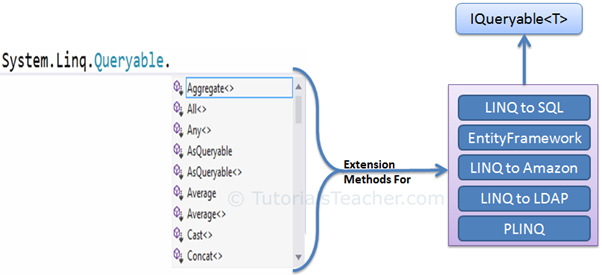 IQueryable<T>
System.Linq.Queryable.
Aggregate<>
All<>
Any<>
AsQueryable
AsQueryable<>
Average
Average<>
Cast<>
Concat<>
Extension
Methods For
LINQ to SQL
EntityFramework
LINQ to Amazon
LINQ to LDAP
PLINQ
© TutorialsTeacher.com